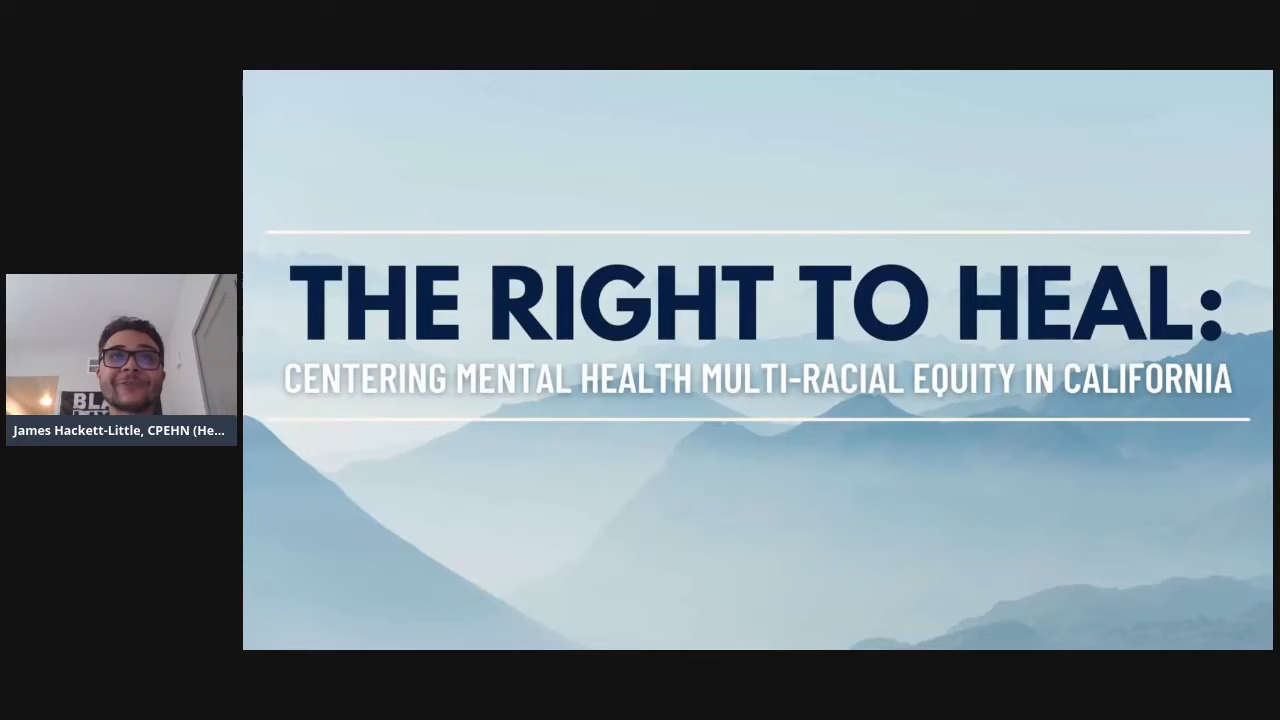 THE RIGHT TO HEAL:
CENTERING MENTAL HEALTH MULTI-RACIAL EQUITY IN CALIFORNIA
James Hackett-Little, CPEHN (He...